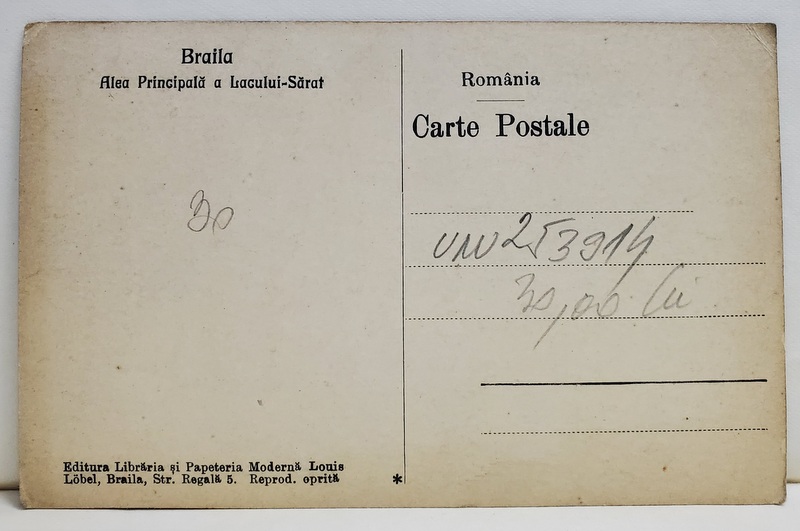 Braila
Alea Principală a Lacului-Sărat
România
Carte Postale
30
30,00 lei
Editura Librăria și Papeteria Modernă Louis
Löbel, Braila, Str. Regală 5. Reprod. oprită
*